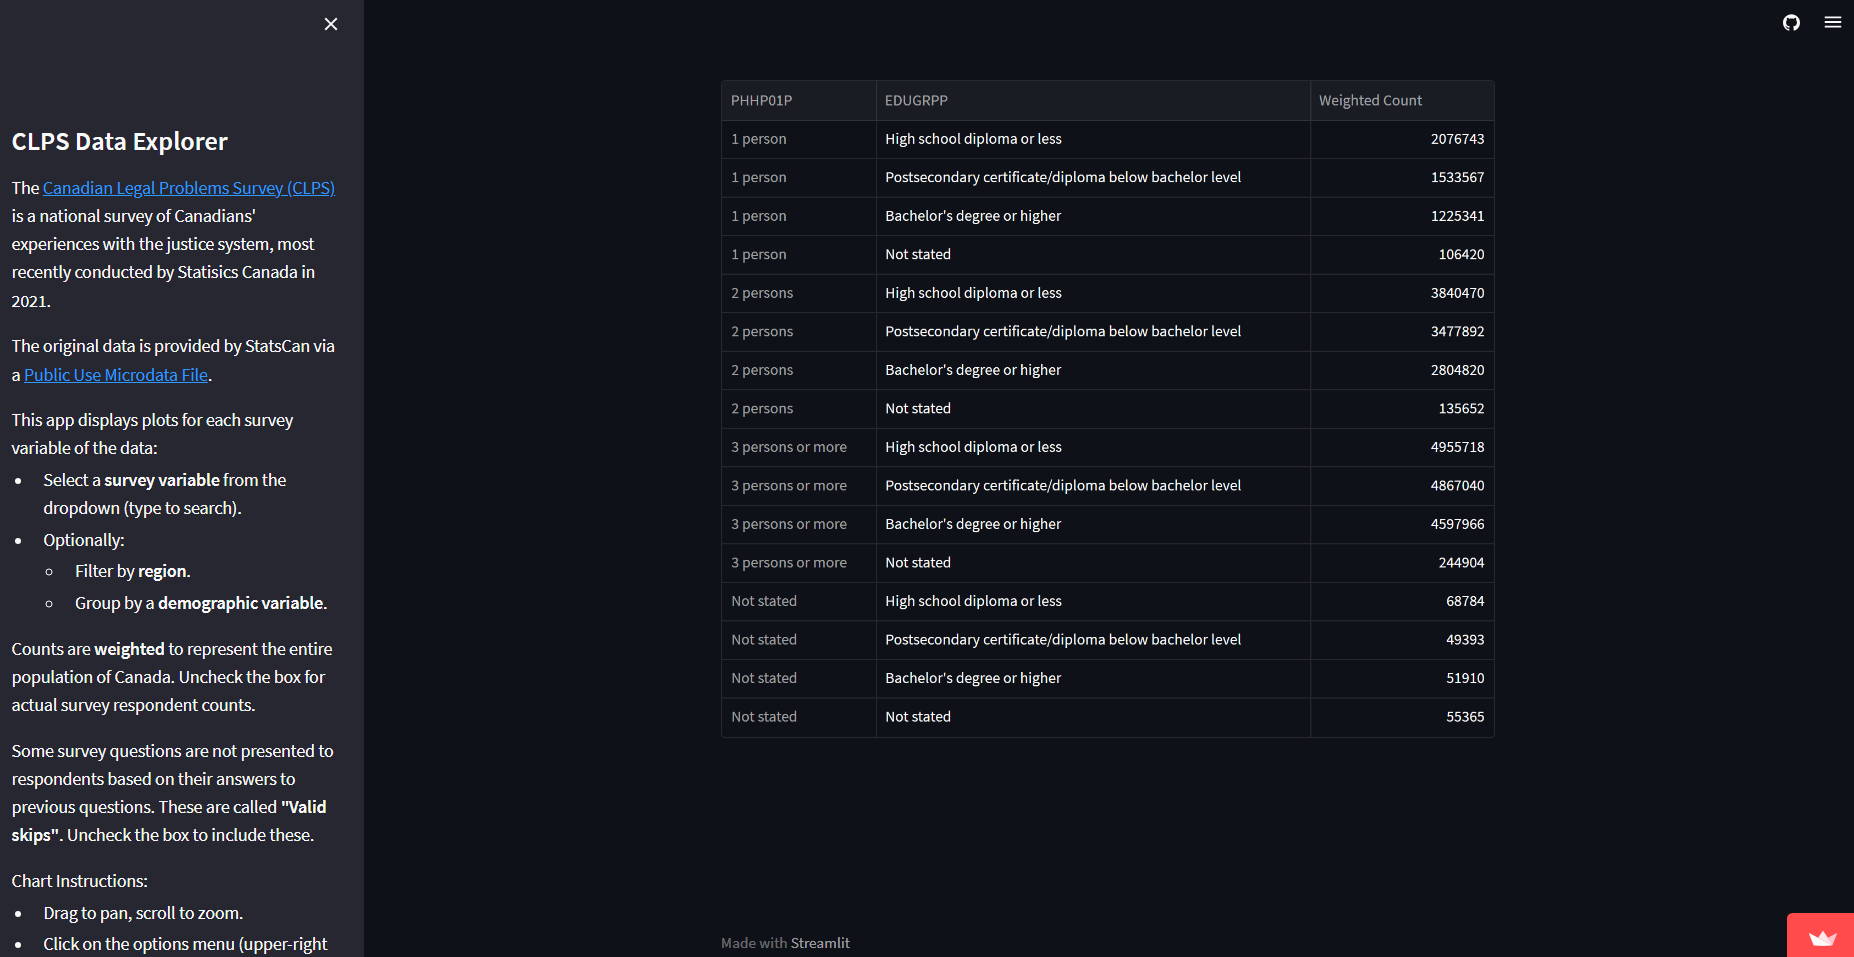 CLPS Data Explorer
The Canadian Legal Problems Survey (CLPS)
is a national survey of Canadians'
experiences with the justice system, most
recently conducted by Statisics Canada in
2021.
The original data is provided by StatsCan via
a Public Use Microdata File.
This app displays plots for each survey
variable of the data:
• Select a survey variable from the
dropdown (type to search).
• Optionally:
◦ Filter by region.
◦ Group by a demographic variable.
Counts are weighted to represent the entire
population of Canada. Uncheck the box for
actual survey respondent counts.
Some survey questions are not presented to
respondents based on their answers to
previous questions. These are called "Valid
skips". Uncheck the box to include these.
Chart Instructions:
• Drag to pan, scroll to zoom.
• Click on the options menu (upper-right
PHHP01P EDUGRPP Weighted Count
1 person High school diploma or less 2076743
1 person Postsecondary certificate/diploma below bachelor level 1533567
1 person Bachelor's degree or higher 1225341
1 person Not stated 106420
2 persons High school diploma or less 3840470
2 persons Postsecondary certificate/diploma below bachelor level 3477892
2 persons Bachelor's degree or higher 2804820
2 persons Not stated 135652
3 persons or more High school diploma or less 4955718
3 persons or more Postsecondary certificate/diploma below bachelor level 4867040
3 persons or more Bachelor's degree or higher 4597966
3 persons or more Not stated 244904
Not stated High school diploma or less 68784
Not stated Postsecondary certificate/diploma below bachelor level 49393
Not stated Bachelor's degree or higher 51910
Not stated Not stated 55365
Made with Streamlit